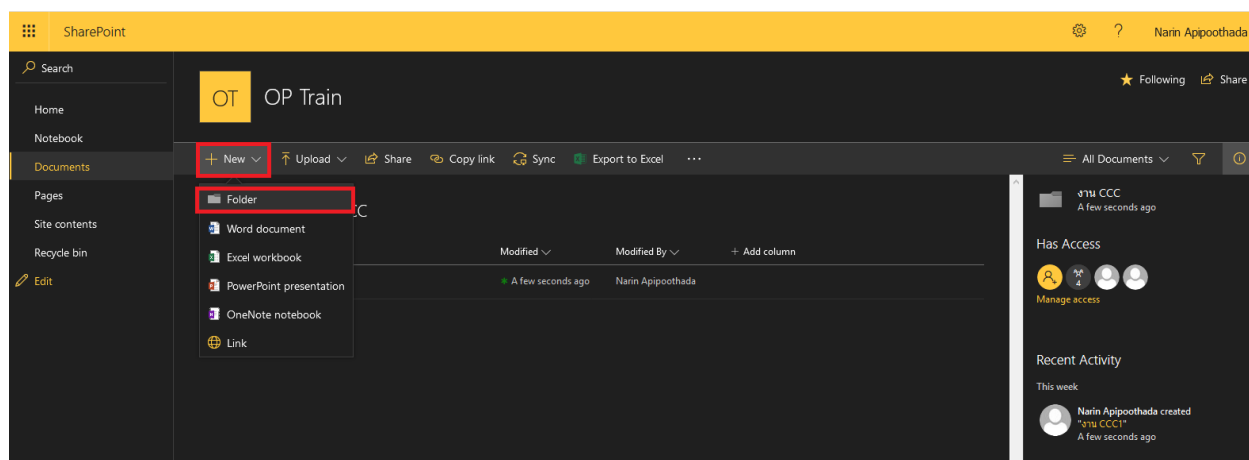 SharePoint
? Narin Apipoothada
Search
Home
Notebook
Documents
Pages
Site contents
Recycle bin
Edit
OT OP Train
Following Share
New Upload Share Copy link Sync Export to Excel ...
All Documents
Folder
Word document
Excel workbook
PowerPoint presentation
OneNote notebook
Link
Modified Modified By + Add column
A few seconds ago Narin Apipoothada
งาน CCC
A few seconds ago
Has Access
4
Manage access
Recent Activity
This week
Narin Apipoothada created
"งาน CCC1"
A few seconds ago